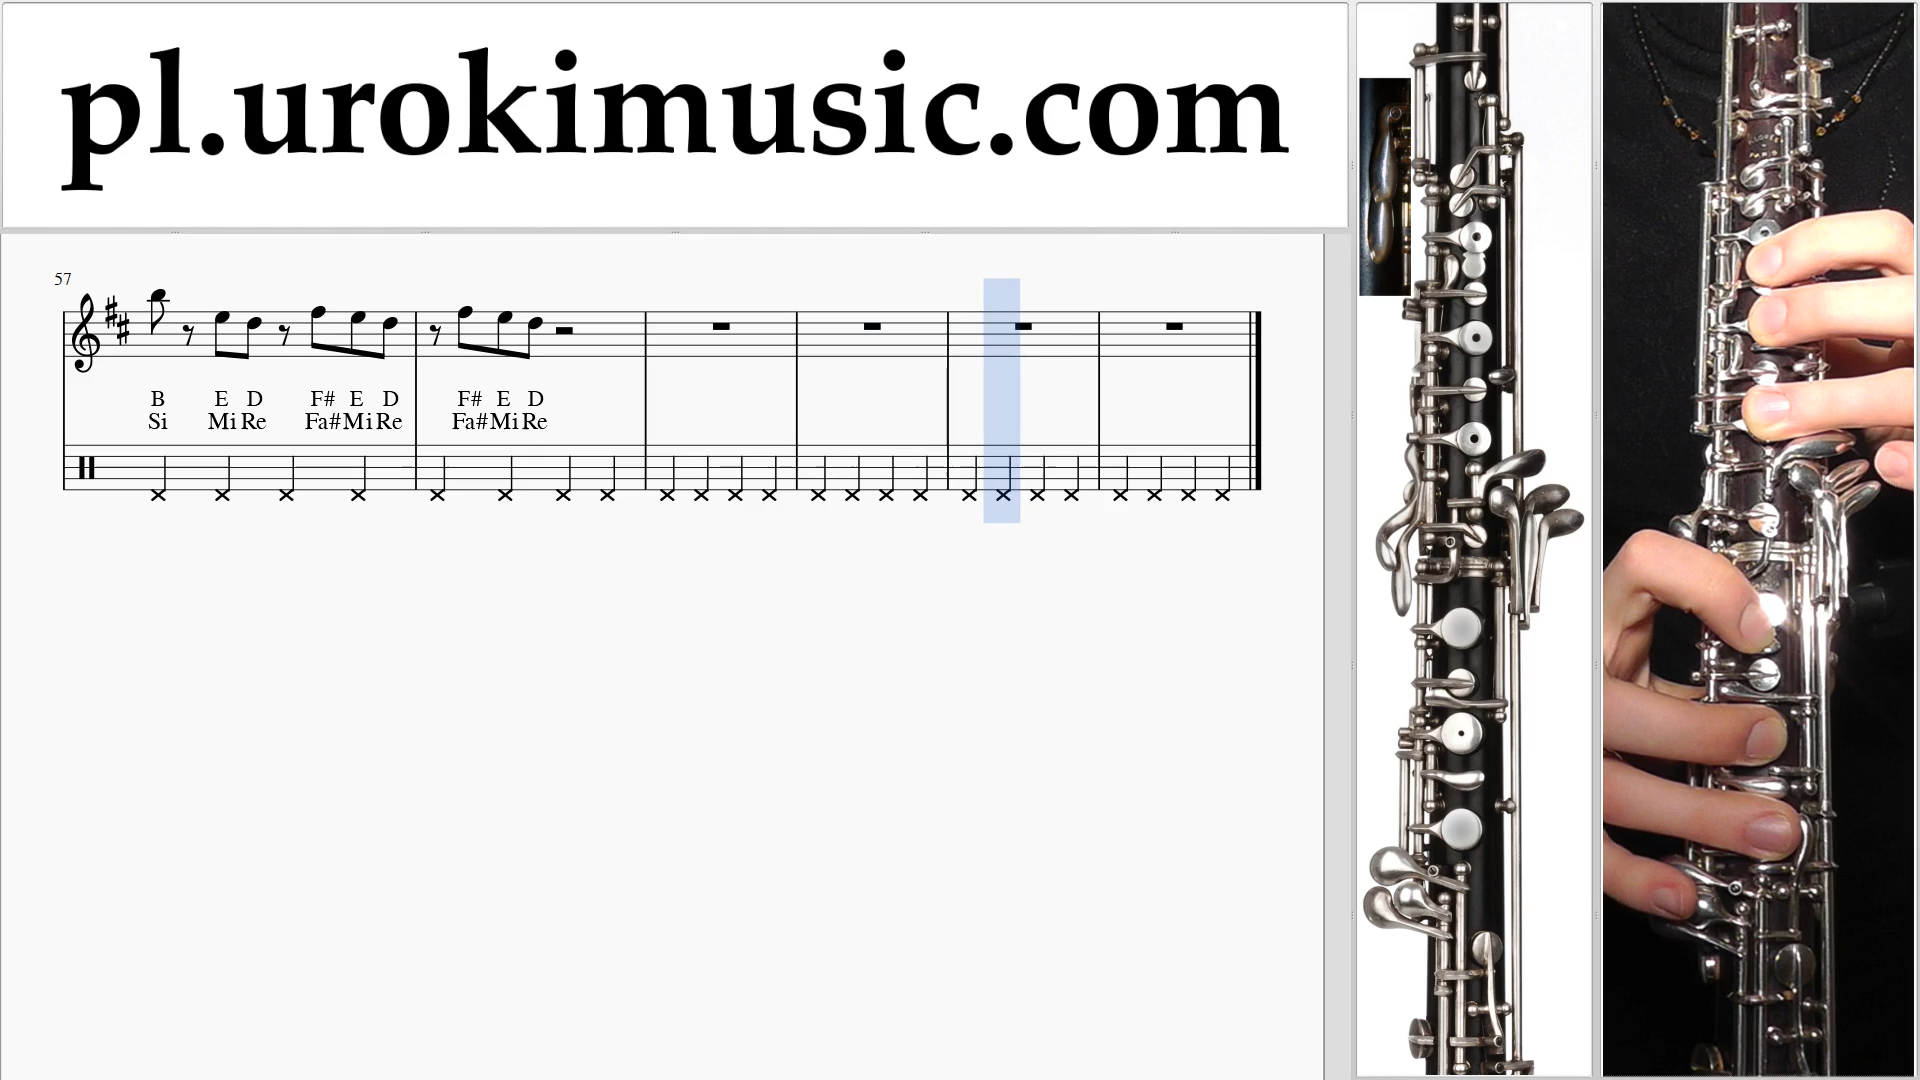 pl.urokimusic.com
57
B E D F# E D F# E D
Si Mi Re Fa# Mi Re Fa# Mi Re